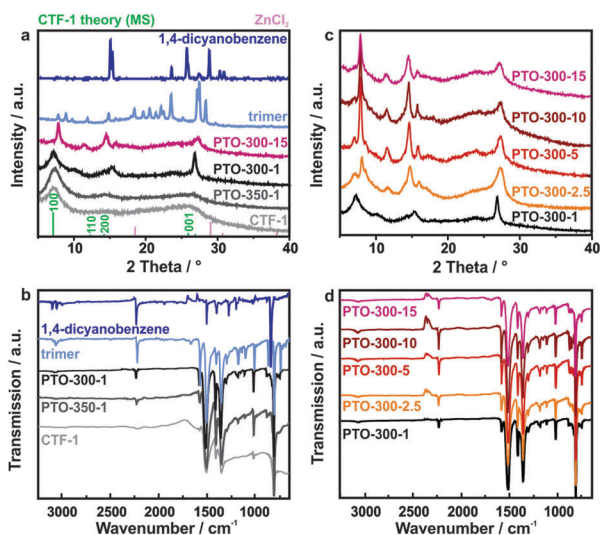 CTF-1 theory (MS)
ZnCl₂
a
1,4-dicyanobenzene
trimer
PTO-300-15
PTO-300-1
PTO-350-1
CTF-1
100
110
200
001
Intensity / a.u.
10 20 30 40
2 Theta / °
c
PTO-300-15
PTO-300-10
PTO-300-5
PTO-300-2.5
PTO-300-1
Intensity / a.u.
10 20 30 40
2 Theta / °
b
1,4-dicyanobenzene
trimer
PTO-300-1
PTO-350-1
CTF-1
Transmission / a.u.
3250 2500 1500 1000
Wavenumber / cm⁻¹
d
PTO-300-15
PTO-300-10
PTO-300-5
PTO-300-2.5
PTO-300-1
Transmission / a.u.
3250 2500 1500 1000
Wavenumber / cm⁻¹